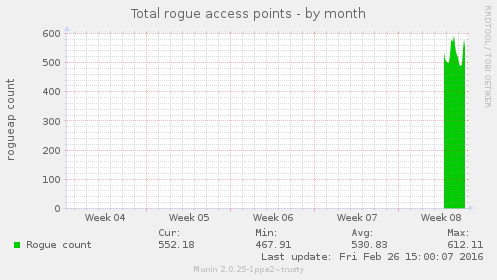 Total rogue access points - by month
RRDTOOL / TOBI OETIKER
rogueap count
600
500
400
300
200
100
0
Week 04 Week 05 Week 06 Week 07 Week 08
Cur: Min: Avg: Max:
Rogue count 552.18 467.91 530.83 612.11
Last update: Fri Feb 26 15:00:07 2016
Munin 2.0.25-1ppa2~trusty